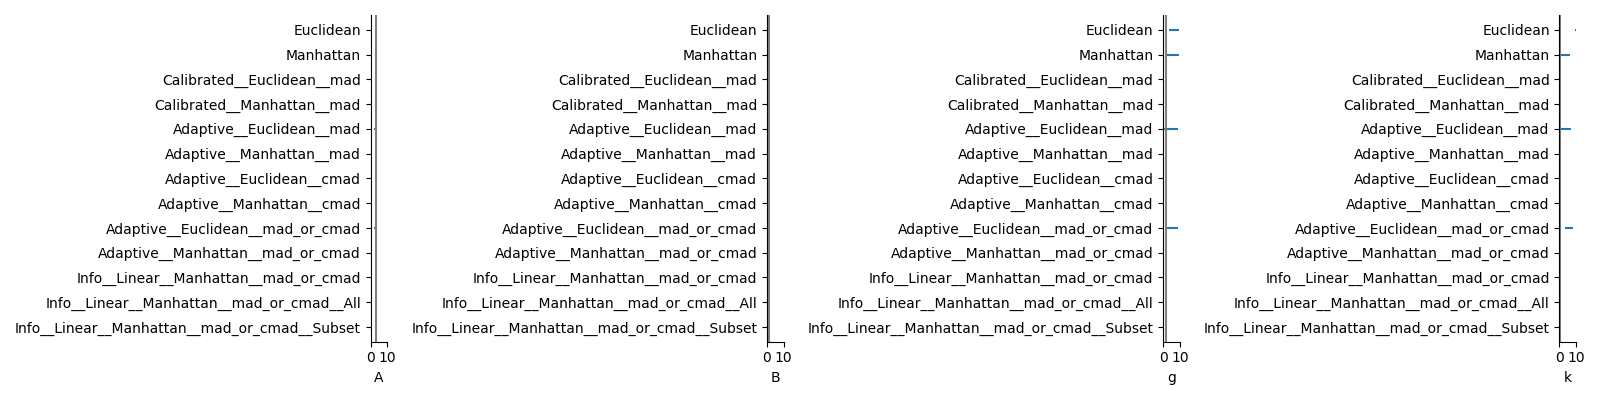 Euclidean
Manhattan
Calibrated__Euclidean__mad
Calibrated__Manhattan__mad
Adaptive__Euclidean__mad
Adaptive__Manhattan__mad
Adaptive__Euclidean__cmad
Adaptive__Manhattan__cmad
Adaptive__Euclidean__mad_or_cmad
Adaptive__Manhattan__mad_or_cmad
Info__Linear__Manhattan__mad_or_cmad
Info__Linear__Manhattan__mad_or_cmad__All
Info__Linear__Manhattan__mad_or_cmad__Subset
0 10
A
Euclidean
Manhattan
Calibrated__Euclidean__mad
Calibrated__Manhattan__mad
Adaptive__Euclidean__mad
Adaptive__Manhattan__mad
Adaptive__Euclidean__cmad
Adaptive__Manhattan__cmad
Adaptive__Euclidean__mad_or_cmad
Adaptive__Manhattan__mad_or_cmad
Info__Linear__Manhattan__mad_or_cmad
Info__Linear__Manhattan__mad_or_cmad__All
Info__Linear__Manhattan__mad_or_cmad__Subset
0 10
B
Euclidean
Manhattan
Calibrated__Euclidean__mad
Calibrated__Manhattan__mad
Adaptive__Euclidean__mad
Adaptive__Manhattan__mad
Adaptive__Euclidean__cmad
Adaptive__Manhattan__cmad
Adaptive__Euclidean__mad_or_cmad
Adaptive__Manhattan__mad_or_cmad
Info__Linear__Manhattan__mad_or_cmad
Info__Linear__Manhattan__mad_or_cmad__All
Info__Linear__Manhattan__mad_or_cmad__Subset
0 10
g
Euclidean
Manhattan
Calibrated__Euclidean__mad
Calibrated__Manhattan__mad
Adaptive__Euclidean__mad
Adaptive__Manhattan__mad
Adaptive__Euclidean__cmad
Adaptive__Manhattan__cmad
Adaptive__Euclidean__mad_or_cmad
Adaptive__Manhattan__mad_or_cmad
Info__Linear__Manhattan__mad_or_cmad
Info__Linear__Manhattan__mad_or_cmad__All
Info__Linear__Manhattan__mad_or_cmad__Subset
0 10
k